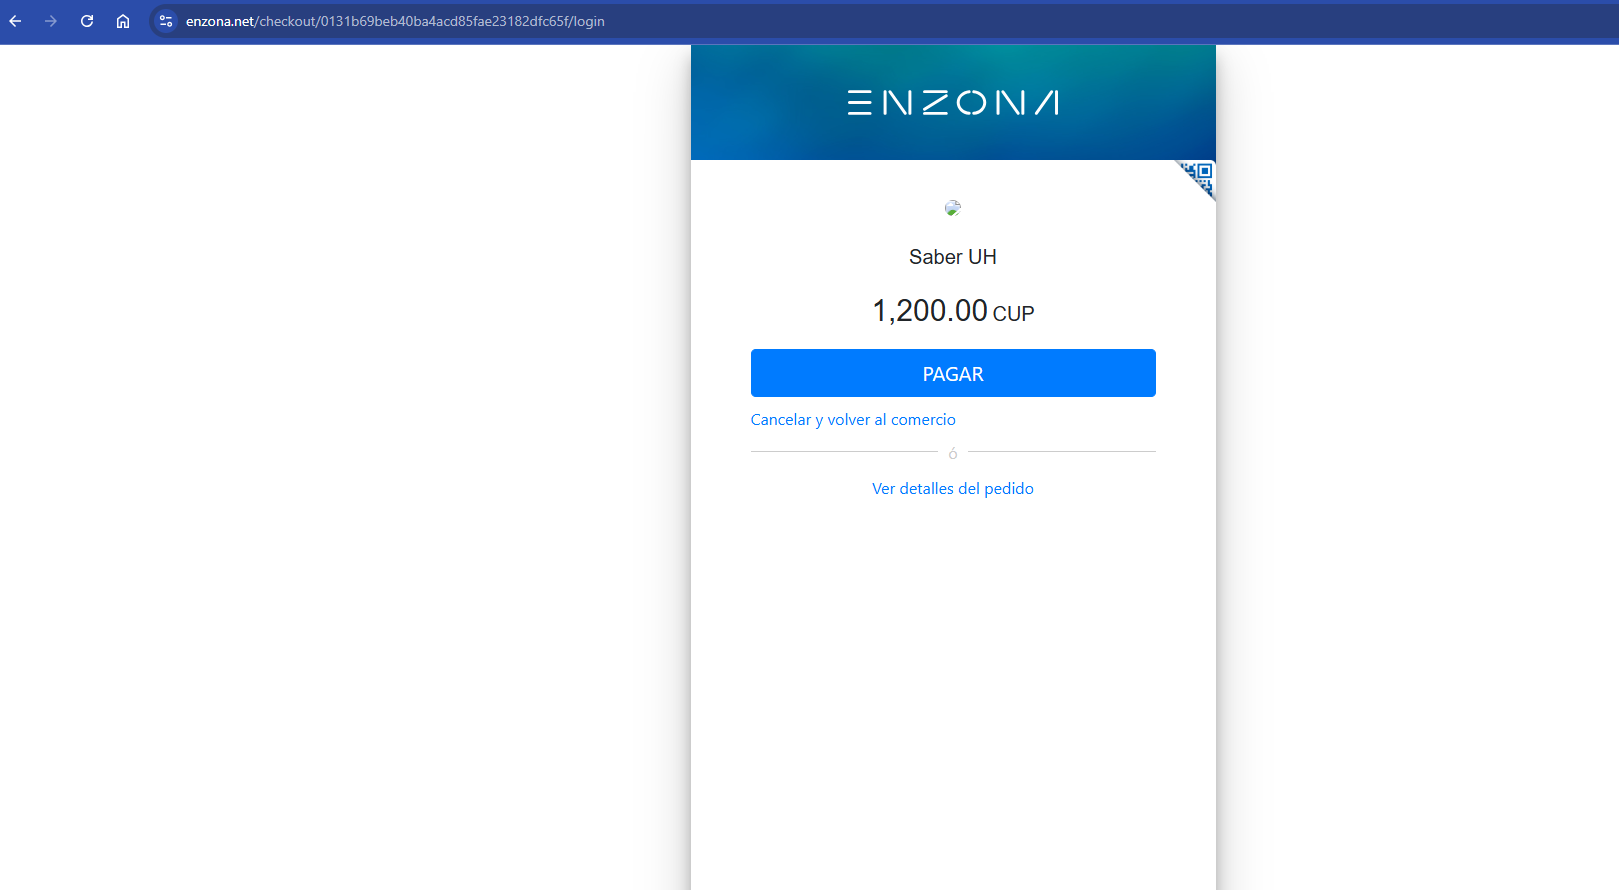 enzona.net/checkout/0131b69beb40ba4acd85fae23182dfc65f/login
ENZONA
Saber UH
1,200.00 CUP
PAGAR
Cancelar y volver al comercio
ó
Ver detalles del pedido